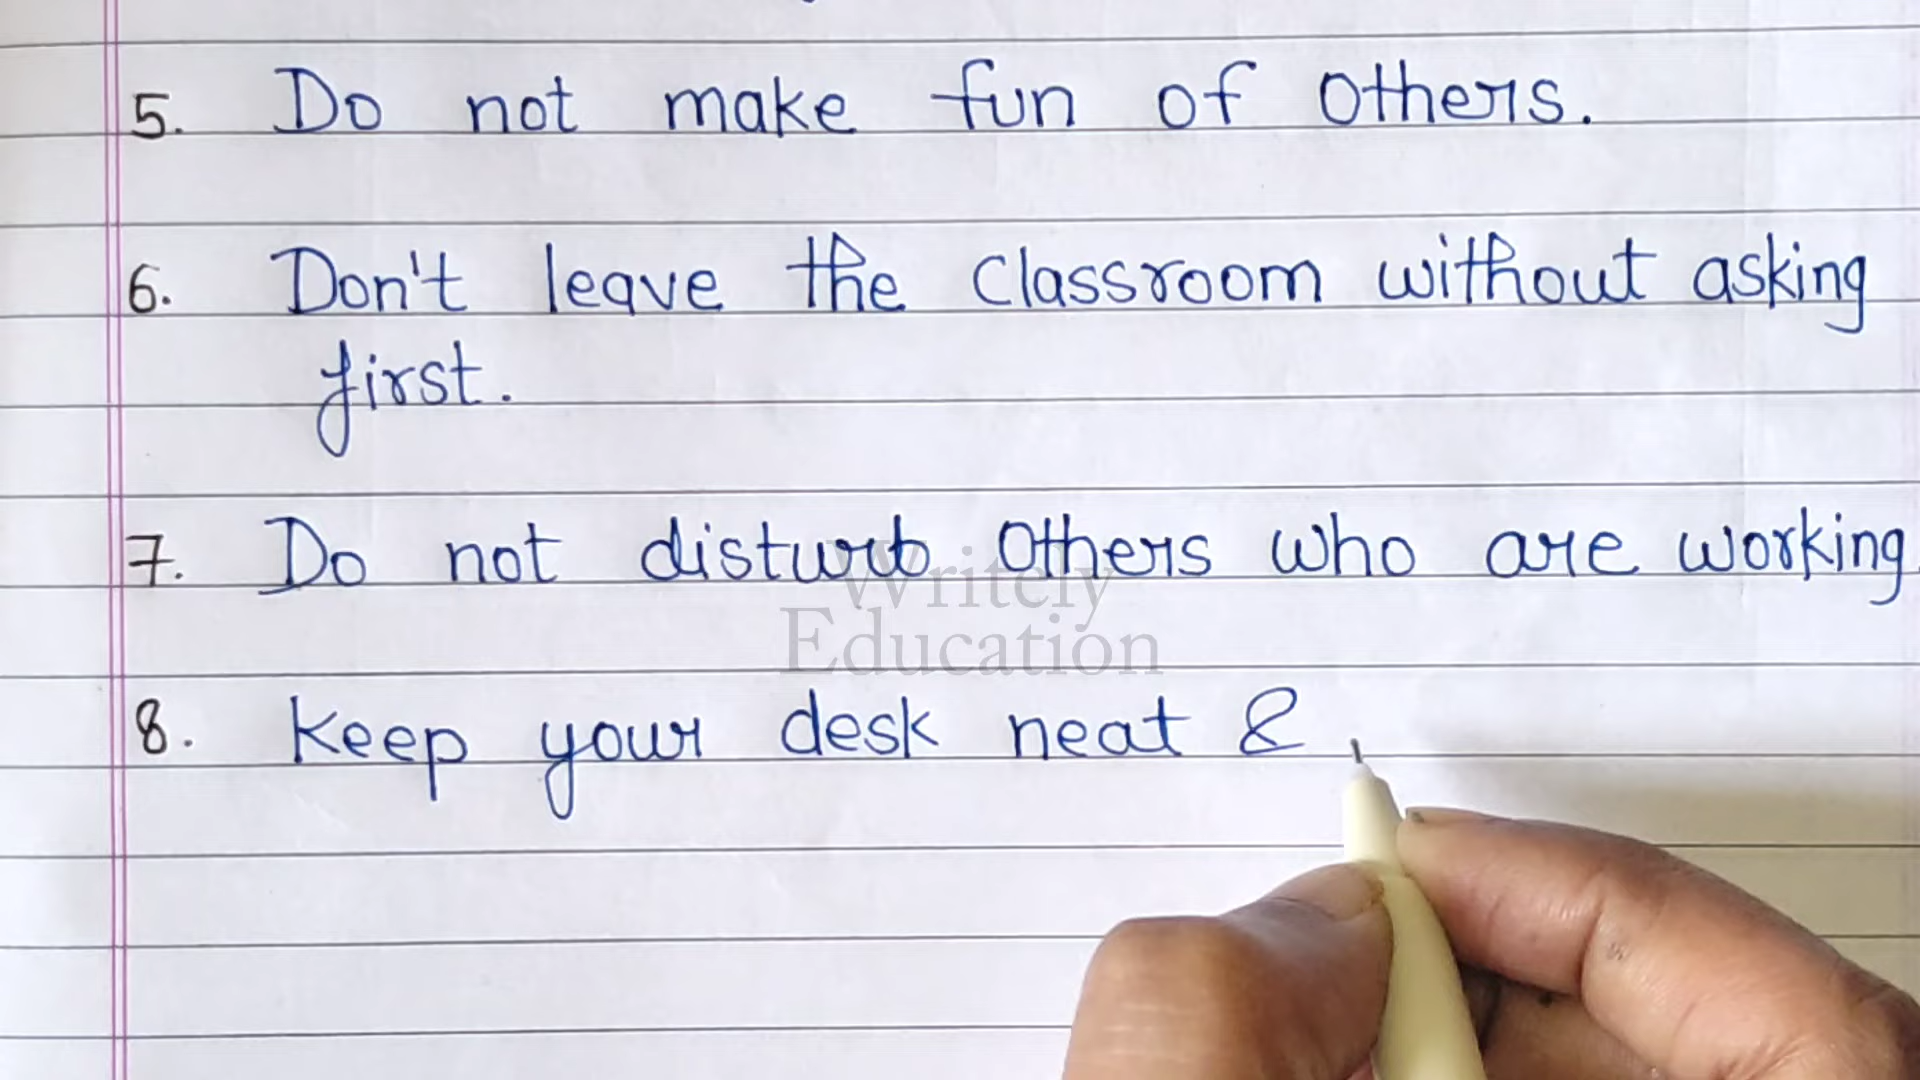 5. Do not make fun of others.
6. Don't leave the classroom without asking
first.
7. Do not disturb others who are working
Writely
Education
8. Keep your desk neat &